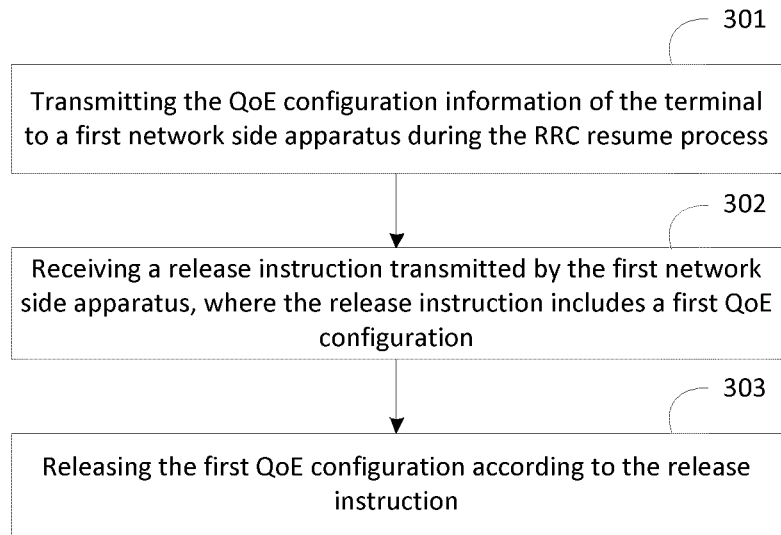 301
Transmitting the QoE configuration information of the terminal
to a first network side apparatus during the RRC resume process
302
Receiving a release instruction transmitted by the first network
side apparatus, where the release instruction includes a first QoE
configuration
303
Releasing the first QoE configuration according to the release
instruction